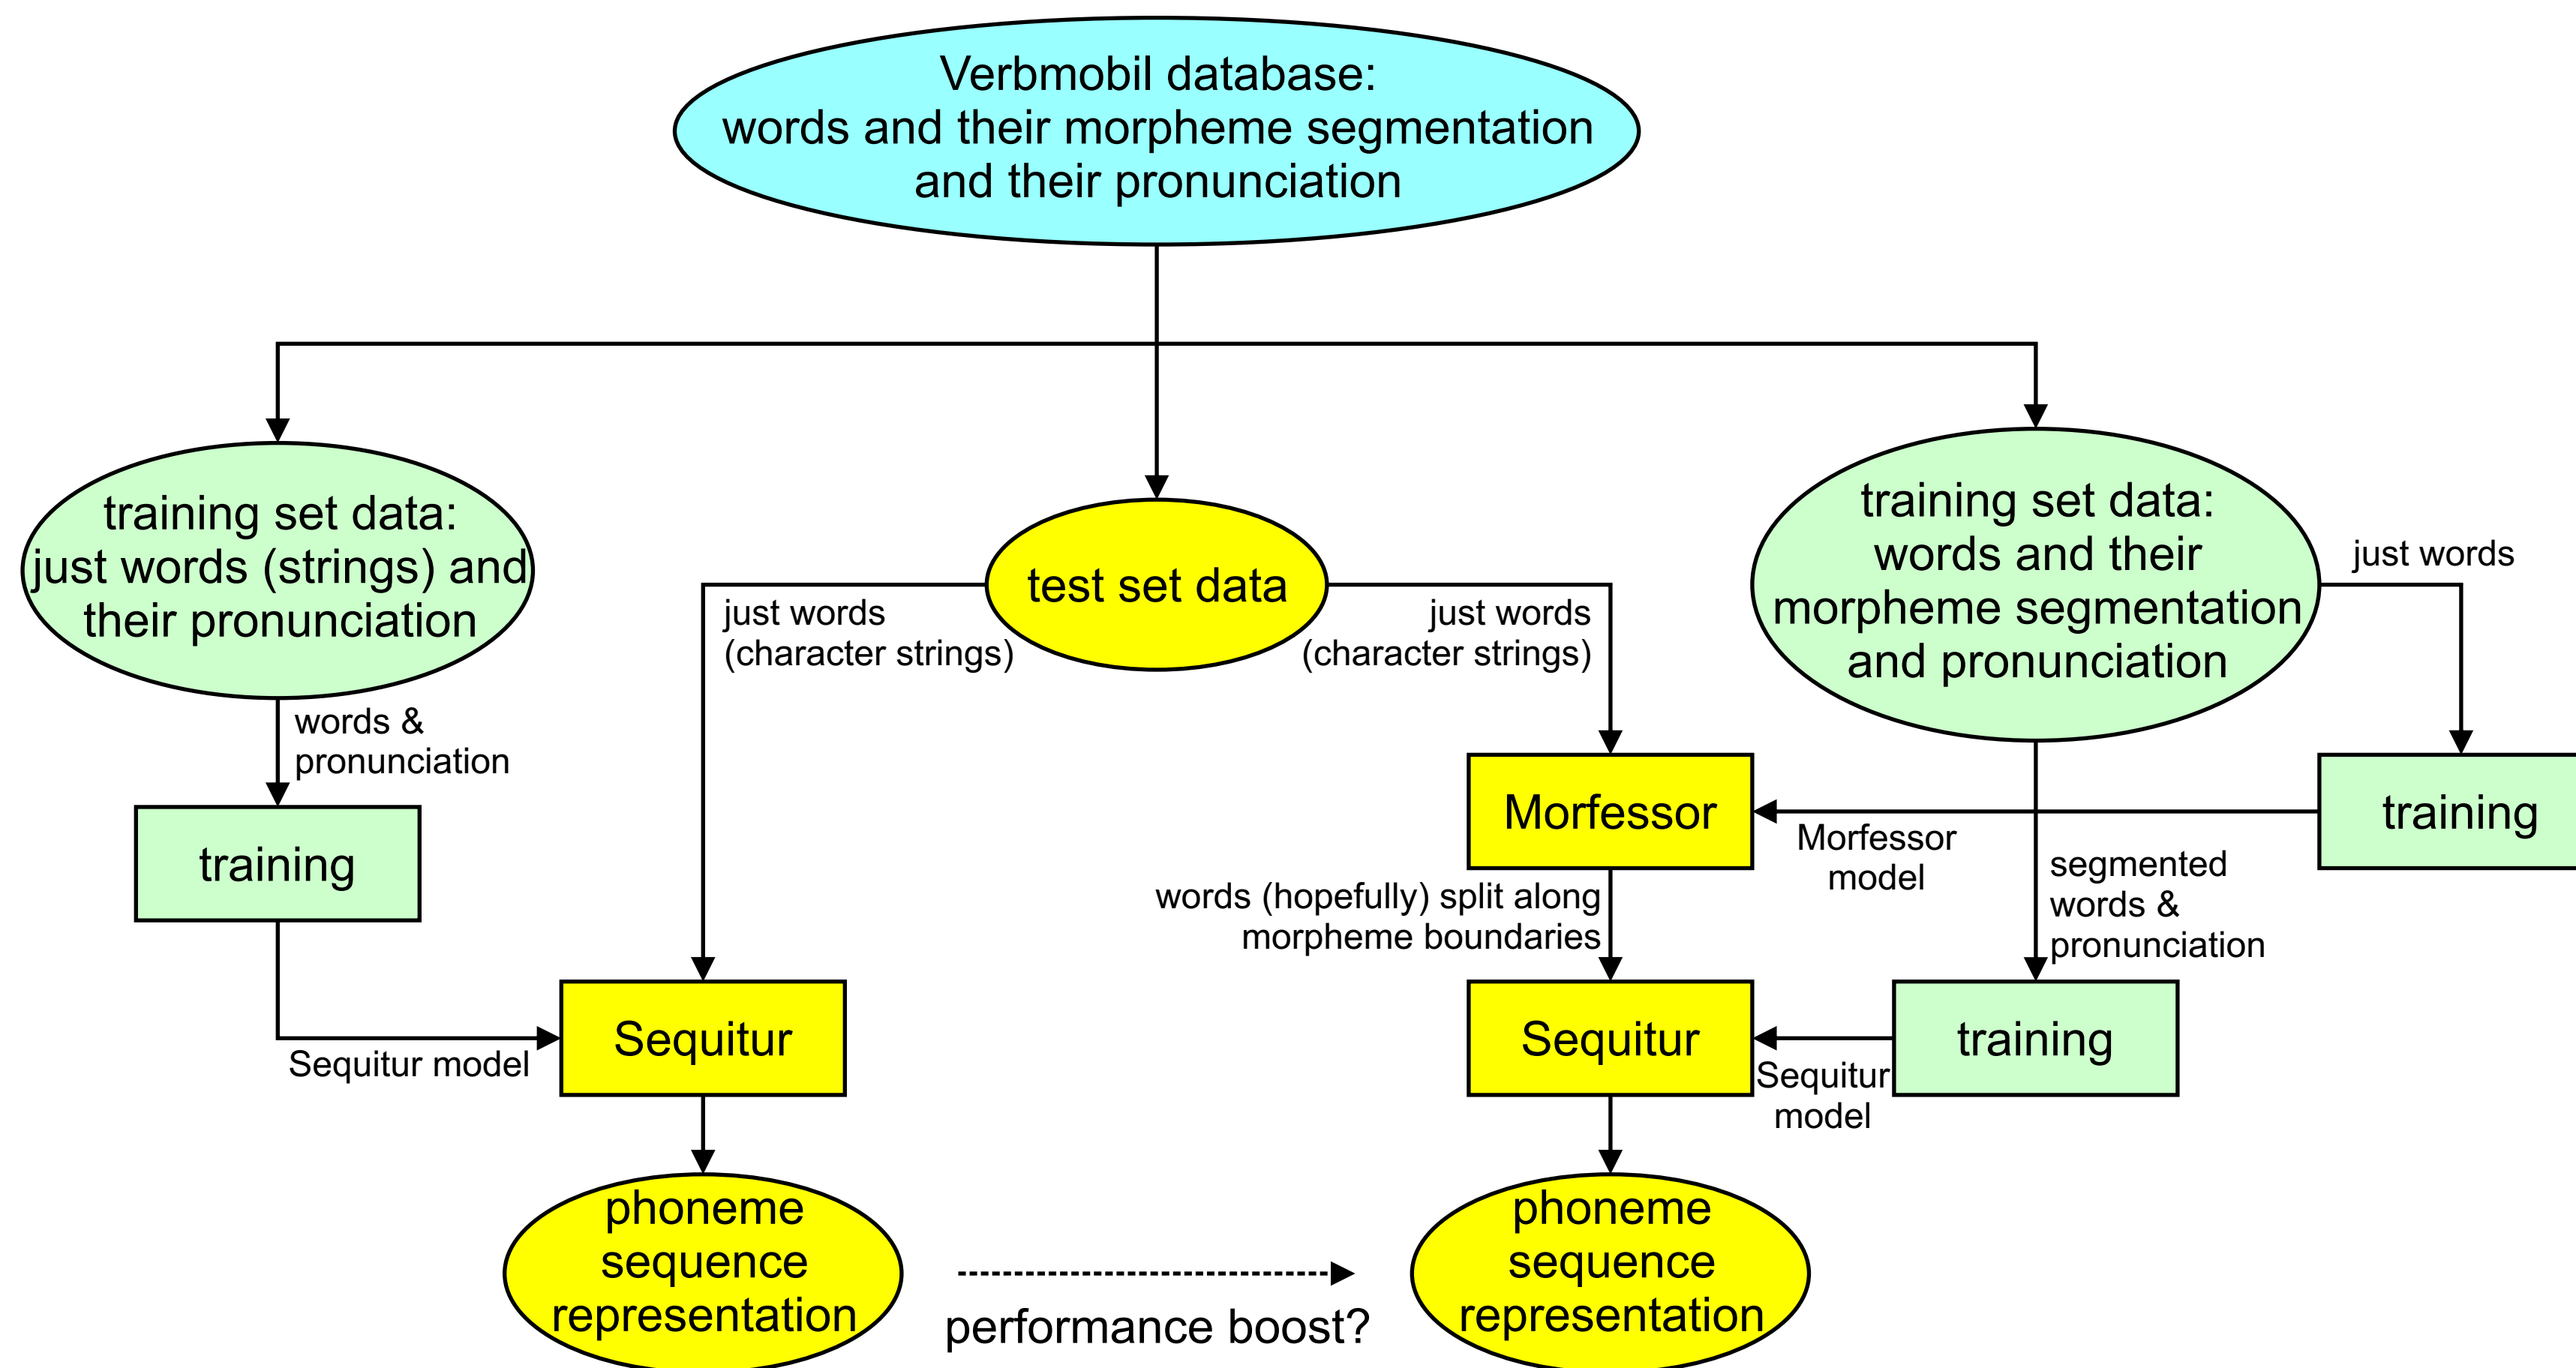 Verbmobil database:
words and their morpheme segmentation
and their pronunciation
training set data:
just words (strings) and
their pronunciation
test set data
training set data:
words and their
morpheme segmentation
and pronunciation
just words
just words
(character strings)
just words
(character strings)
words &
pronunciation
training
Morfessor
Morfessor
model
training
words (hopefully) split along
morpheme boundaries
segmented
words &
pronunciation
Sequitur model
Sequitur
Sequitur
Sequitur
model
training
phoneme
sequence
representation
performance boost?
phoneme
sequence
representation